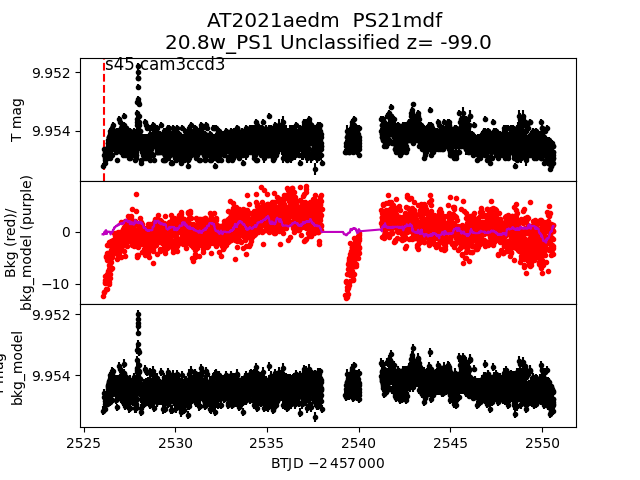 AT2021aedm  PS21mdf
20.8w_PS1 Unclassified z= -99.0
s45 cam3ccd3
9.952
9.954
T mag
0
−10
Bkg (red)/
bkg_model (purple)
9.952
9.954
bkg_model
2525
2530
2535
2540
2545
2550
BTJD −2 457 000